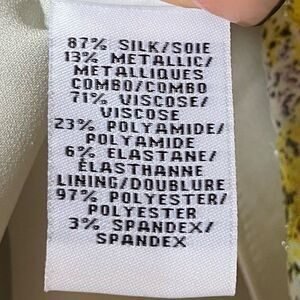 87% SILK/SOIE
13% METALLIC/
METALLIQUES
COMBO/COMBO
71% VISCOSE/
VISCOSE
23% POLYAMIDE/
POLYAMIDE
6% ELASTANE/
ÉLASTHANNE
LINING/DOUBLURE
97% POLYESTER/
POLYESTER
3% SPANDEX/
SPANDEX